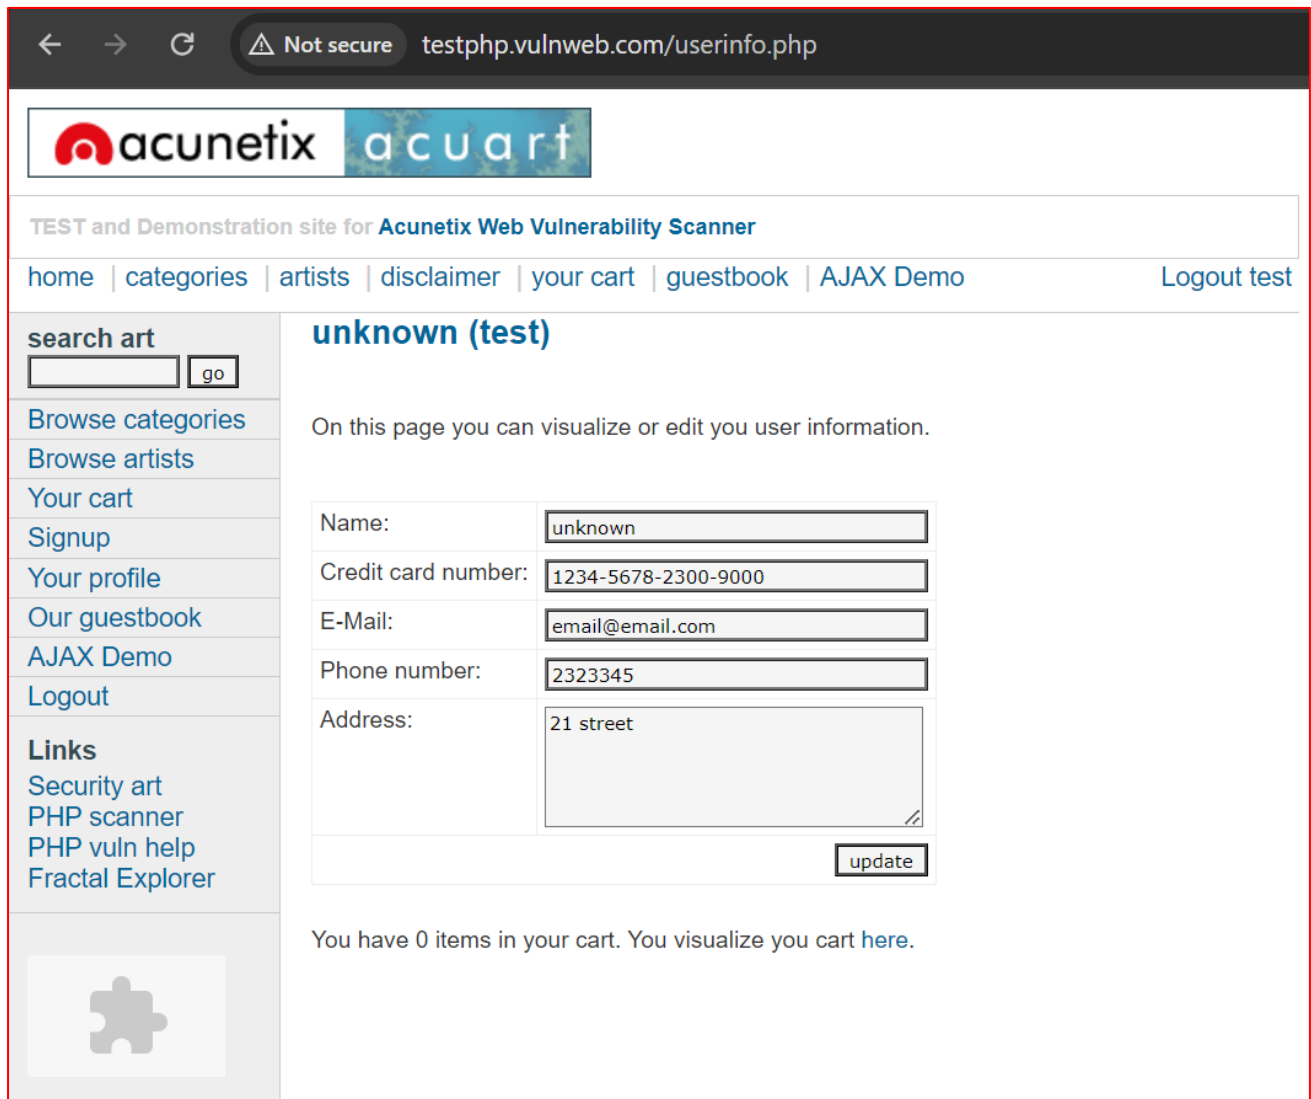 Not secure testphp.vulnweb.com/userinfo.php
acunetix acuart
TEST and Demonstration site for Acunetix Web Vulnerability Scanner
home | categories | artists | disclaimer | your cart | guestbook | AJAX Demo Logout test
search art
go
Browse categories
Browse artists
Your cart
Signup
Your profile
Our guestbook
AJAX Demo
Logout
Links
Security art
PHP scanner
PHP vuln help
Fractal Explorer
unknown (test)
On this page you can visualize or edit you user information.
Name: unknown
Credit card number: 1234-5678-2300-9000
E-Mail: email@email.com
Phone number: 2323345
Address: 21 street
update
You have 0 items in your cart. You visualize you cart here.